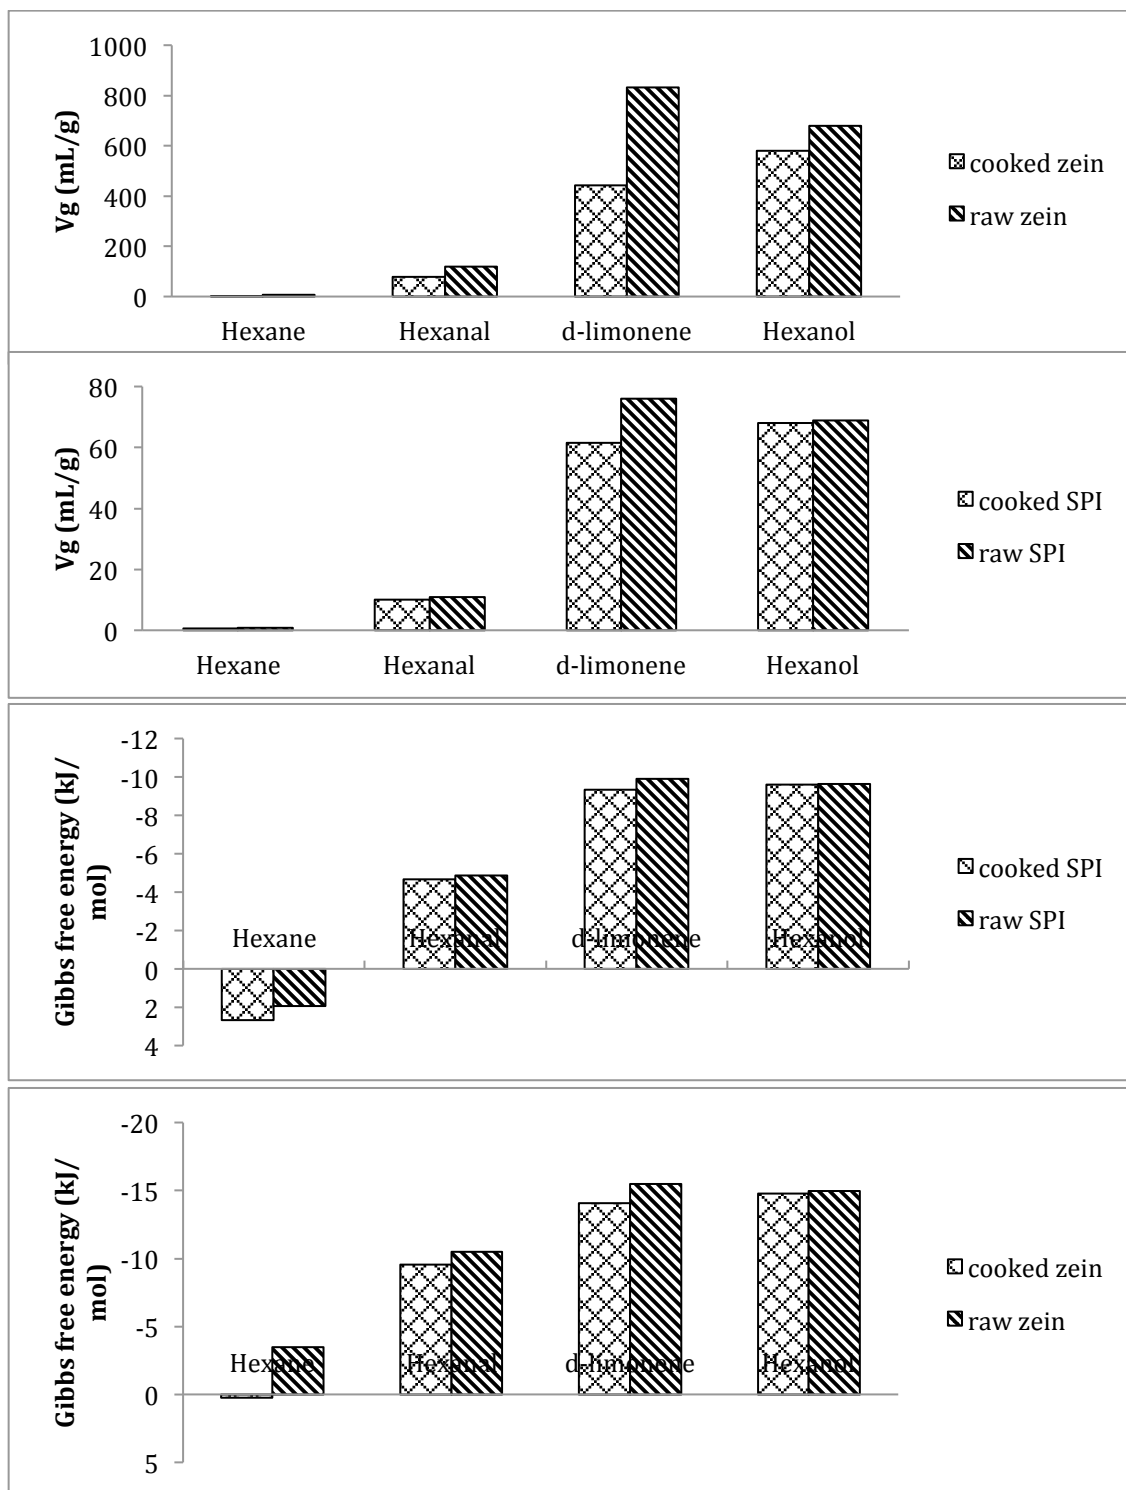 1000
800
600
400
200
0
Vg (mL/g)
Hexane Hexanal d-limonene Hexanol
cooked zein
raw zein
80
60
40
20
0
Vg (mL/g)
Hexane Hexanal d-limonene Hexanol
cooked SPI
raw SPI
-12
-10
-8
-6
-4
-2
0
2
4
Gibbs free energy (kJ/
mol)
Hexane Hexanal d-limonene Hexanol
cooked SPI
raw SPI
-20
-15
-10
-5
0
5
Gibbs free energy (kJ/
mol)
Hexane Hexanal d-limonene Hexanol
cooked zein
raw zein